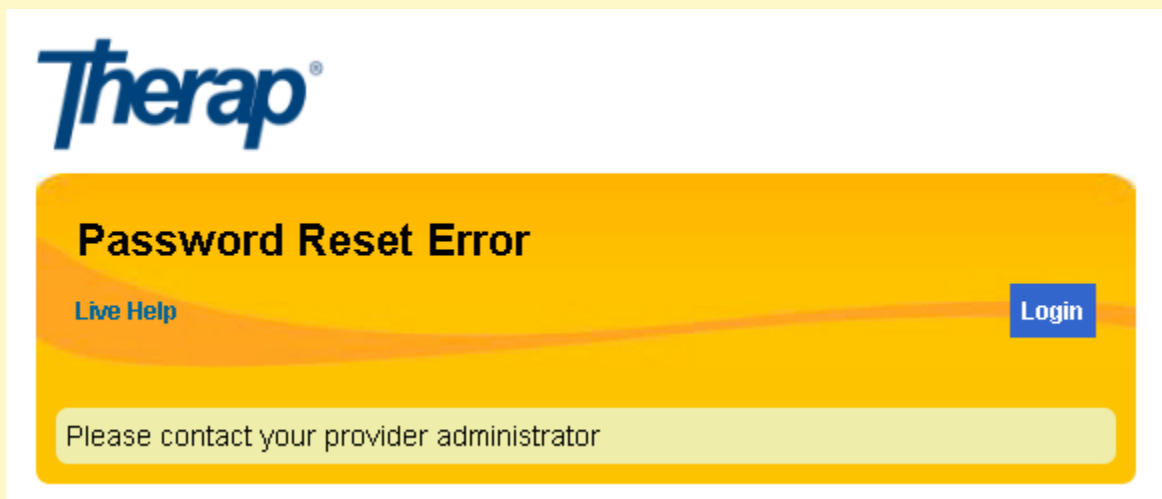 Therap®
Password Reset Error
Live Help
Login
Please contact your provider administrator